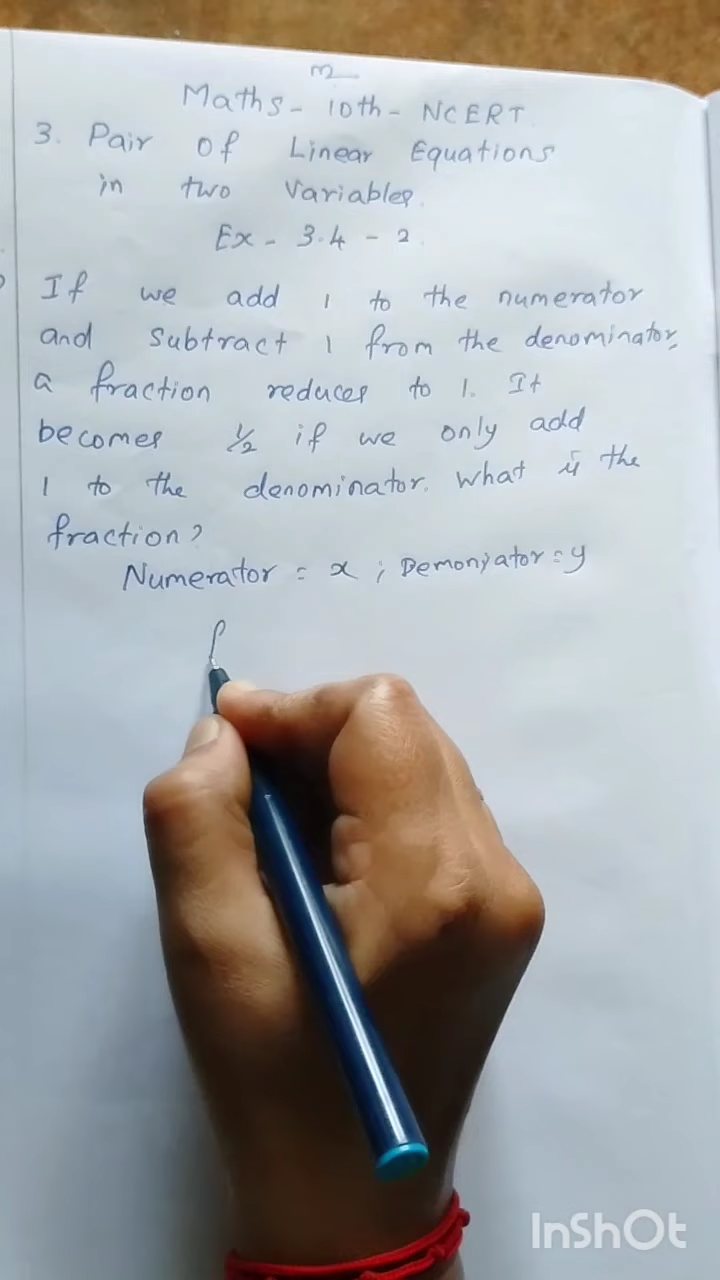 Maths - 10th - NCERT.
3. Pair of Linear Equations
in two Variables.
Ex - 3.4 - 2.
If we add 1 to the numerator
and Subtract 1 from the denominator,
a fraction reduces to 1. It
becomes 1/2 if we only add
1 to the denominator. What is the
fraction?
Numerator = x ; Demoniator = y
InShOt